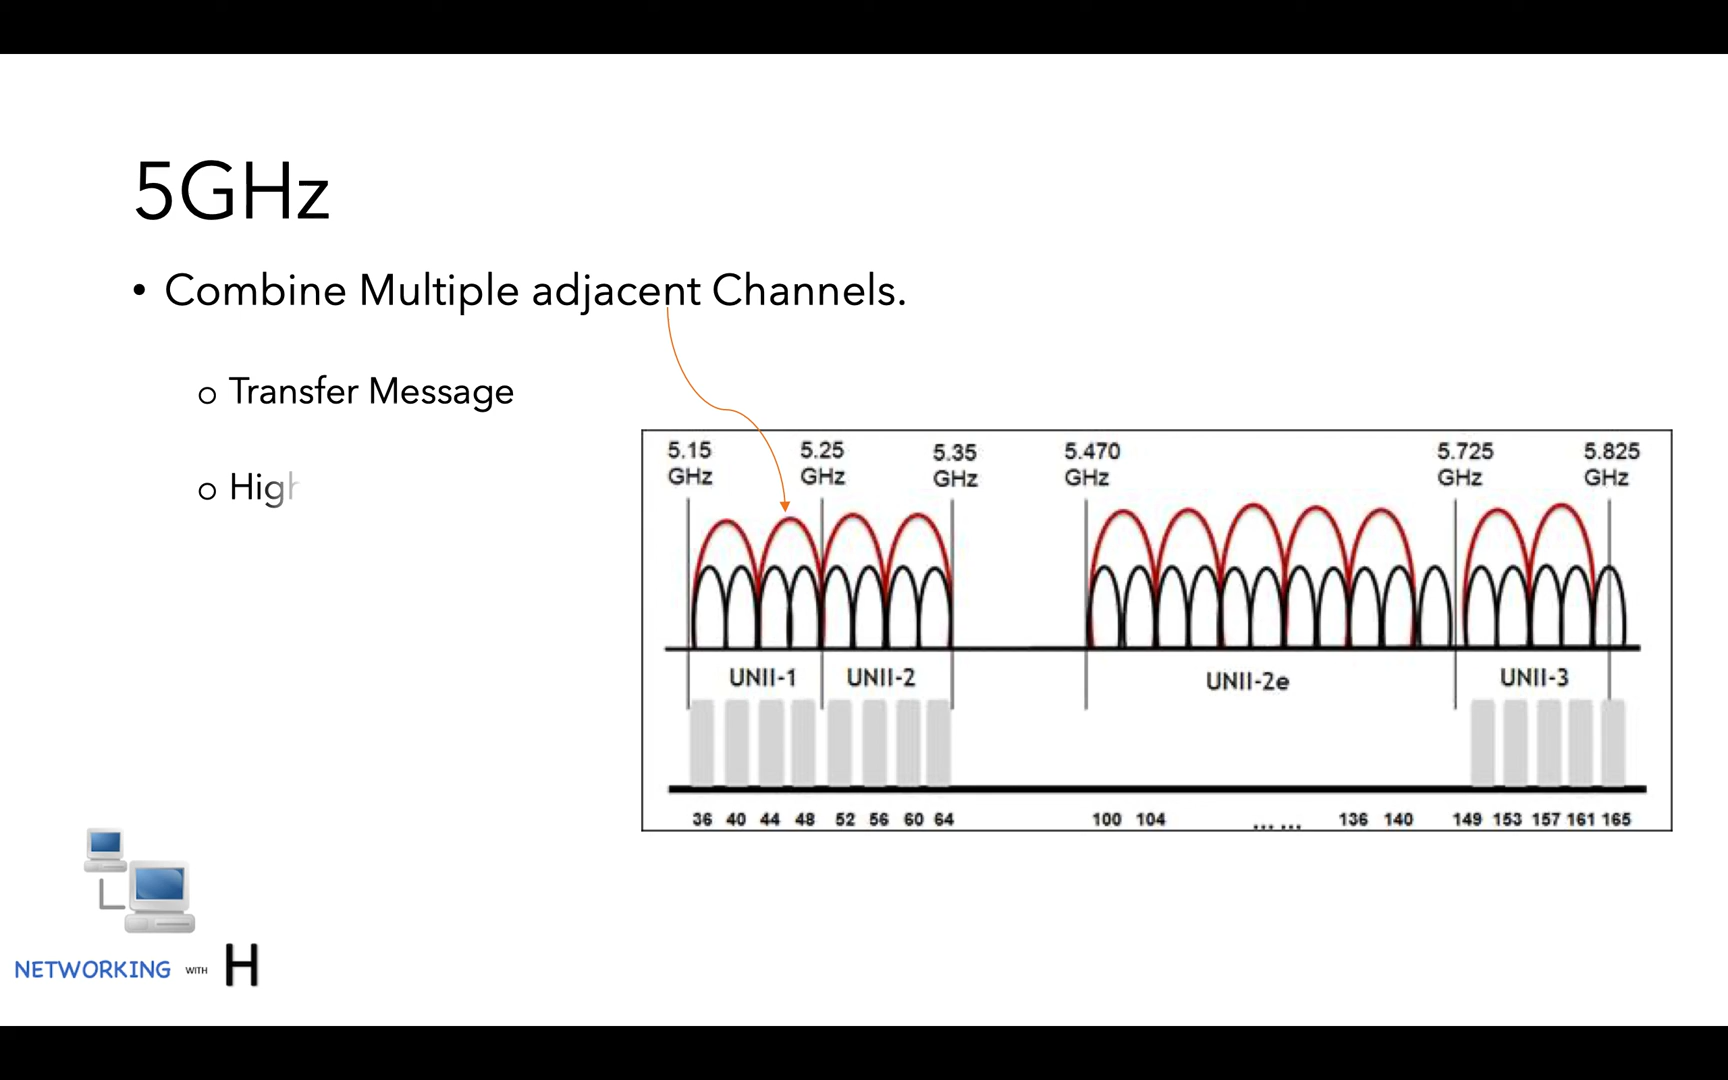 5GHz
• Combine Multiple adjacent Channels.
o Transfer Message
o High
5.15 GHz
5.25 GHz
5.35 GHz
5.470 GHz
5.725 GHz
5.825 GHz
UNII-1 UNII-2 UNII-2e UNII-3
36 40 44 48 52 56 60 64 100 104 ... ... 136 140 149 153 157 161 165
NETWORKING WITH H